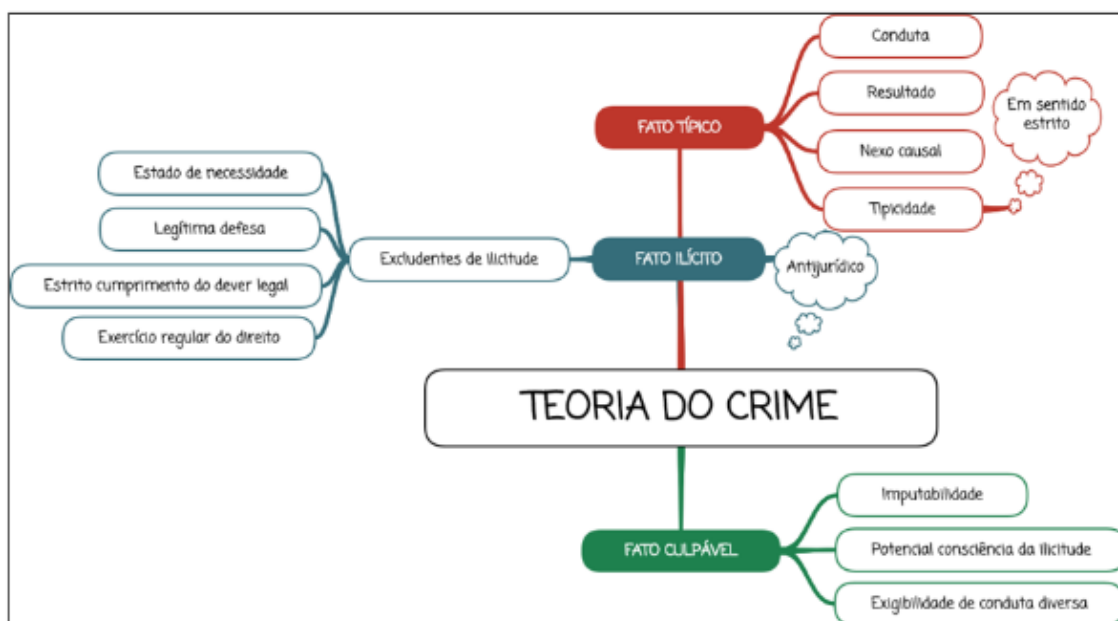 Conduta
Resultado
Em sentido
estrito
FATO TÍPICO
Nexo causal
Tipicidade
Estado de necessidade
Legítima defesa
Excludentes de ilicitude
FATO ILÍCITO
Antijurídico
Estrito cumprimento do dever legal
Exercício regular do direito
TEORIA DO CRIME
Imputabilidade
FATO CULPÁVEL
Potencial consciência da ilicitude
Exigibilidade de conduta diversa